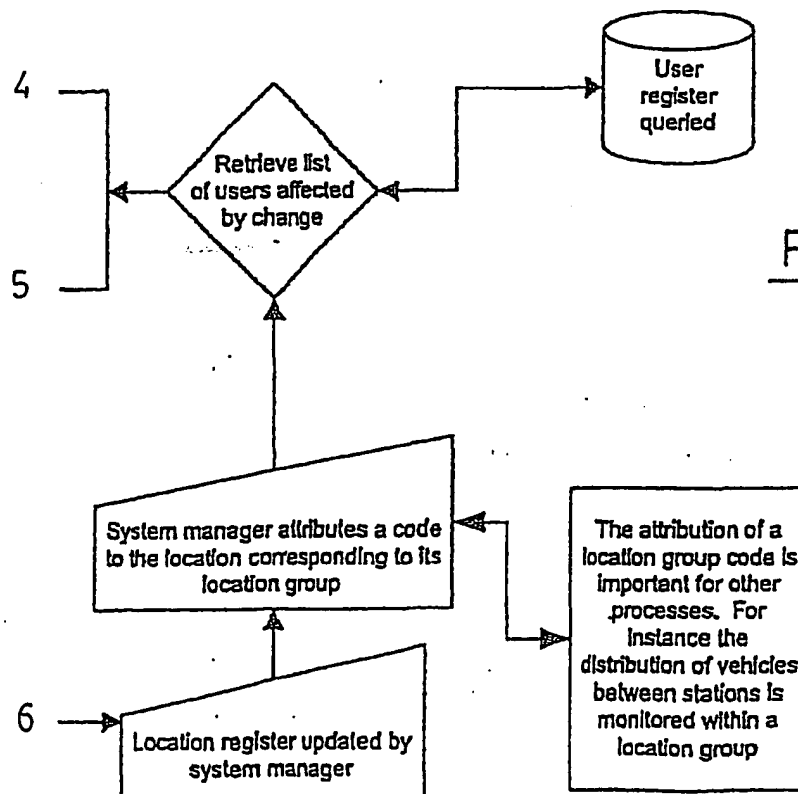 4
User
register
queried
Retrieve list
of users affected
by change
5
F
System manager attributes a code
to the location corresponding to its
location group
The attribution of a
location group code is
important for other
processes. For
instance the
distribution of vehicles
between stations is
monitored within a
location group
6
Location register updated by
system manager